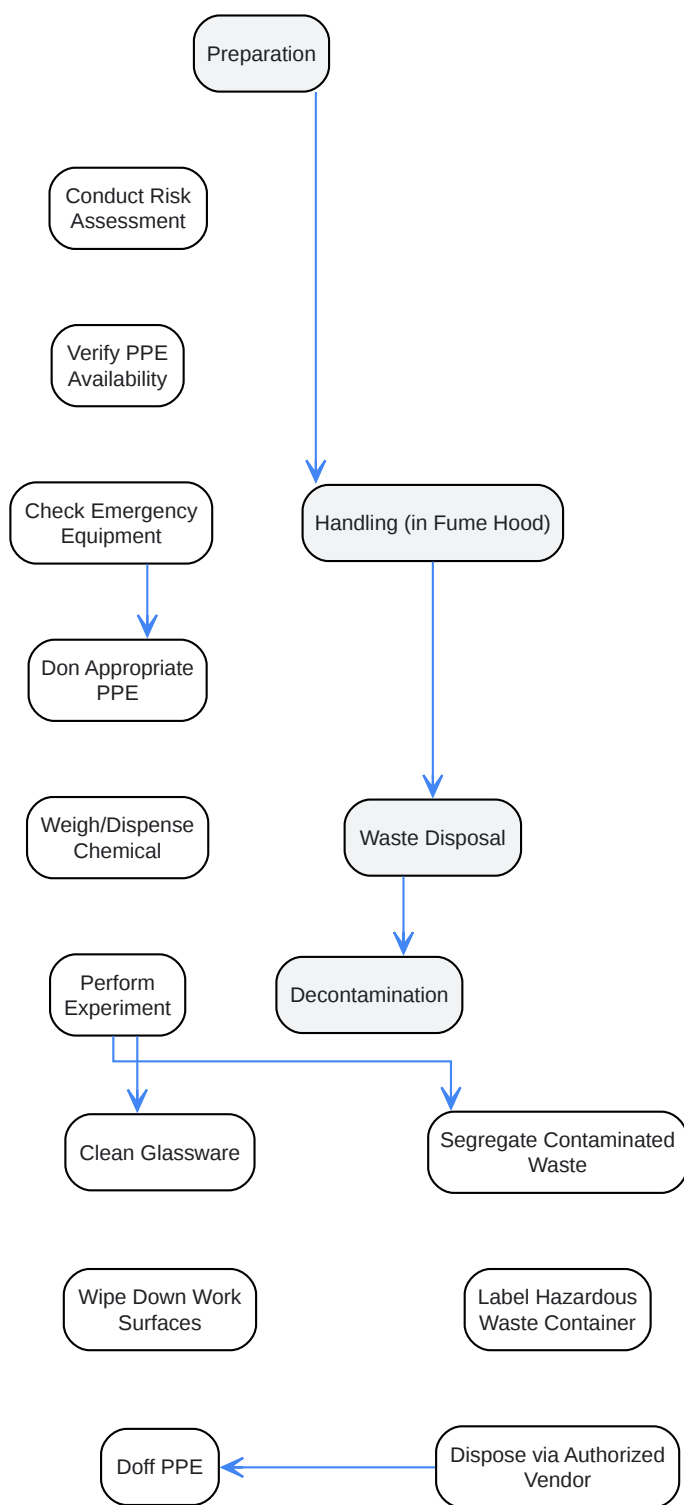 Preparation
Conduct Risk
Assessment
Verify PPE
Availability
Check Emergency
Equipment
Handling (in Fume Hood)
Don Appropriate
PPE
Weigh/Dispense
Chemical
Waste Disposal
Perform
Experiment
Decontamination
Clean Glassware
Segregate Contaminated
Waste
Wipe Down Work
Surfaces
Label Hazardous
Waste Container
Doff PPE
Dispose via Authorized
Vendor